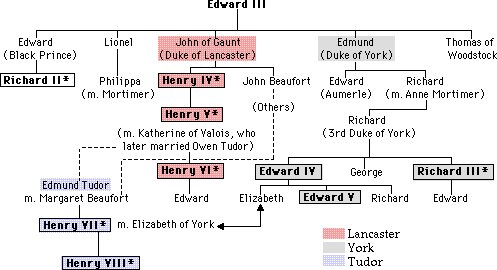 Edward III
Edward Lionel John of Gaunt Edmund Thomas of
(Black Prince) (Duke of Lancaster) (Duke of York) Woodstock
Richard II* Philippa Henry IV* John Beaufort Edward Richard
(m. Mortimer) (Aumerle) (m. Anne Mortimer)
Henry V* (Others)
Richard
(m. Katherine of Valois, who (3rd Duke of York)
later married Owen Tudor)
Henry VI* Edward IV George Richard III*
Edmund Tudor Edward Elizabeth Edward V Richard Edward
m. Margaret Beaufort
Henry VII* m. Elizabeth of York
Lancaster
York
Henry VIII* Tudor